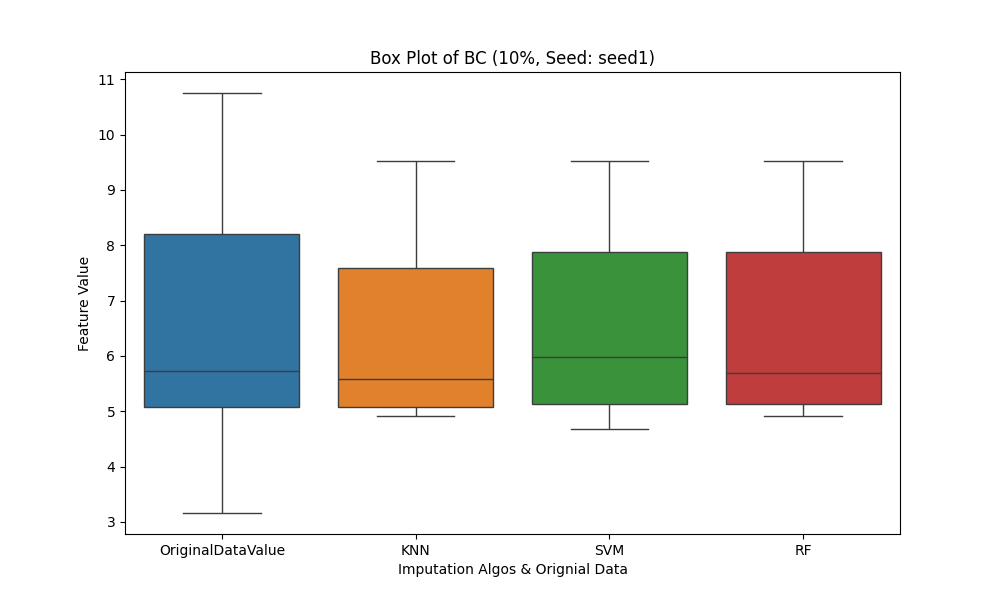 Box Plot of BC (10%, Seed: seed1)
11
10
9
8
7
6
5
4
3
Feature Value
OriginalDataValue
KNN
SVM
RF
Imputation Algos & Orignial Data